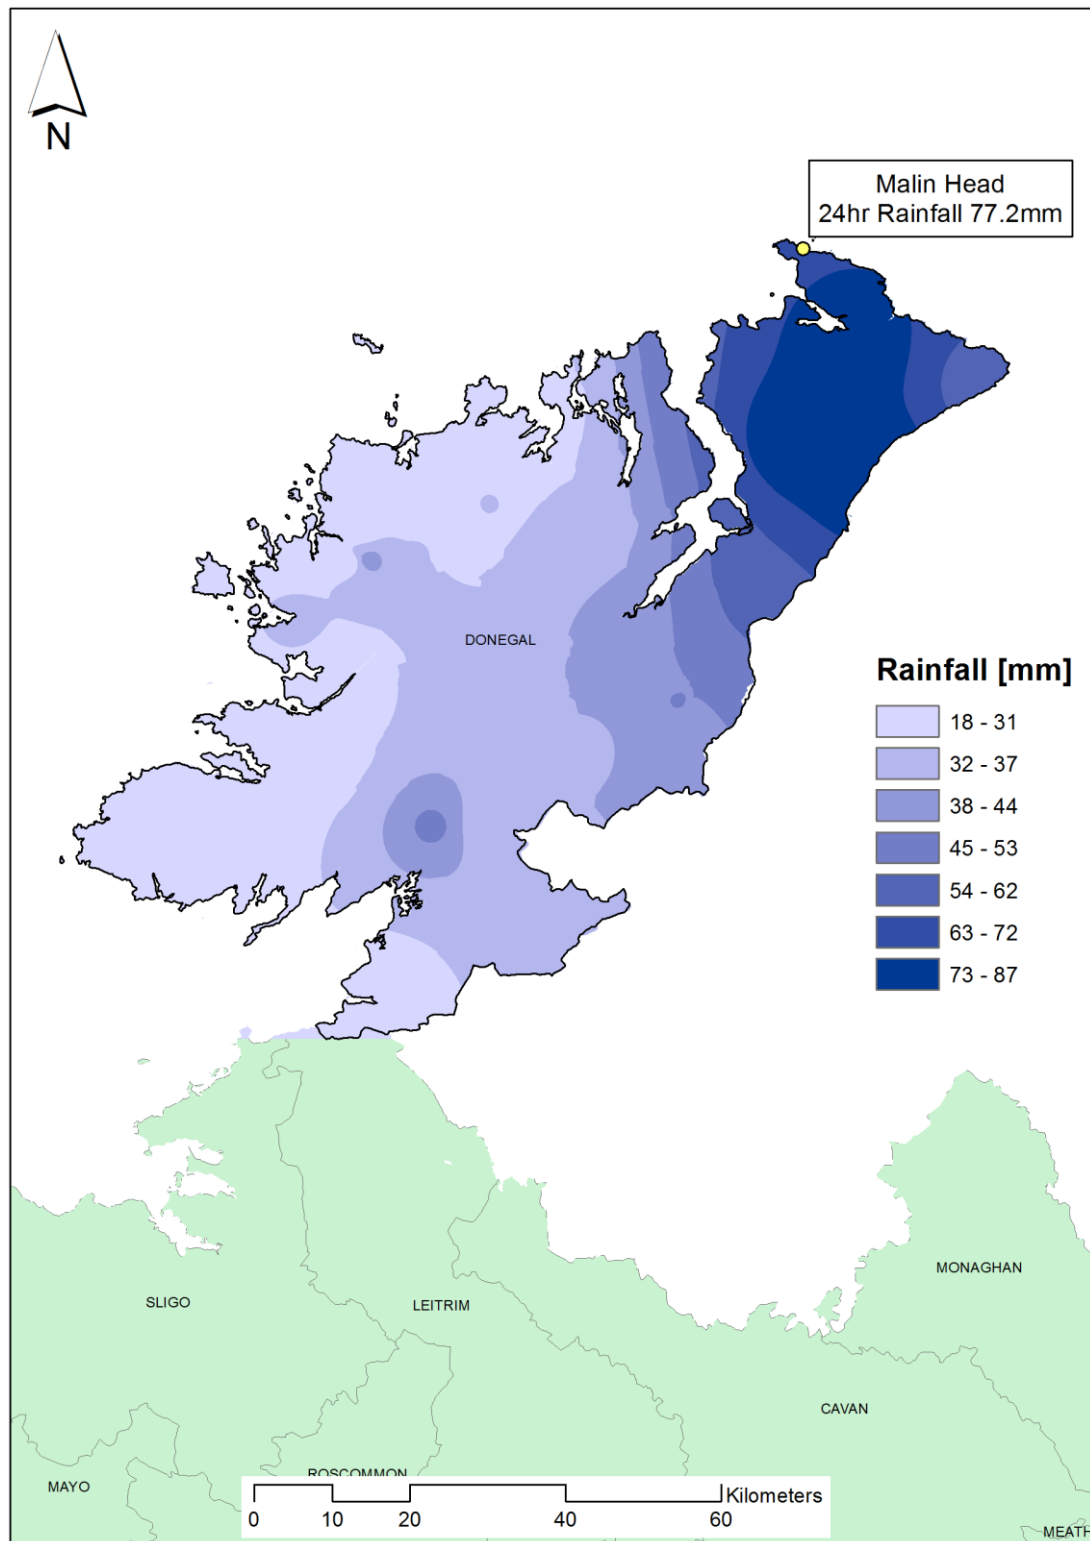 N
Malin Head
24hr Rainfall 77.2mm
DONEGAL
Rainfall [mm]
18 - 31
32 - 37
38 - 44
45 - 53
54 - 62
63 - 72
73 - 87
MONAGHAN
SLIGO
LEITRIM
CAVAN
ROSCOMMON
MAYO
Kilometers
0 10 20 40 60
MEATH